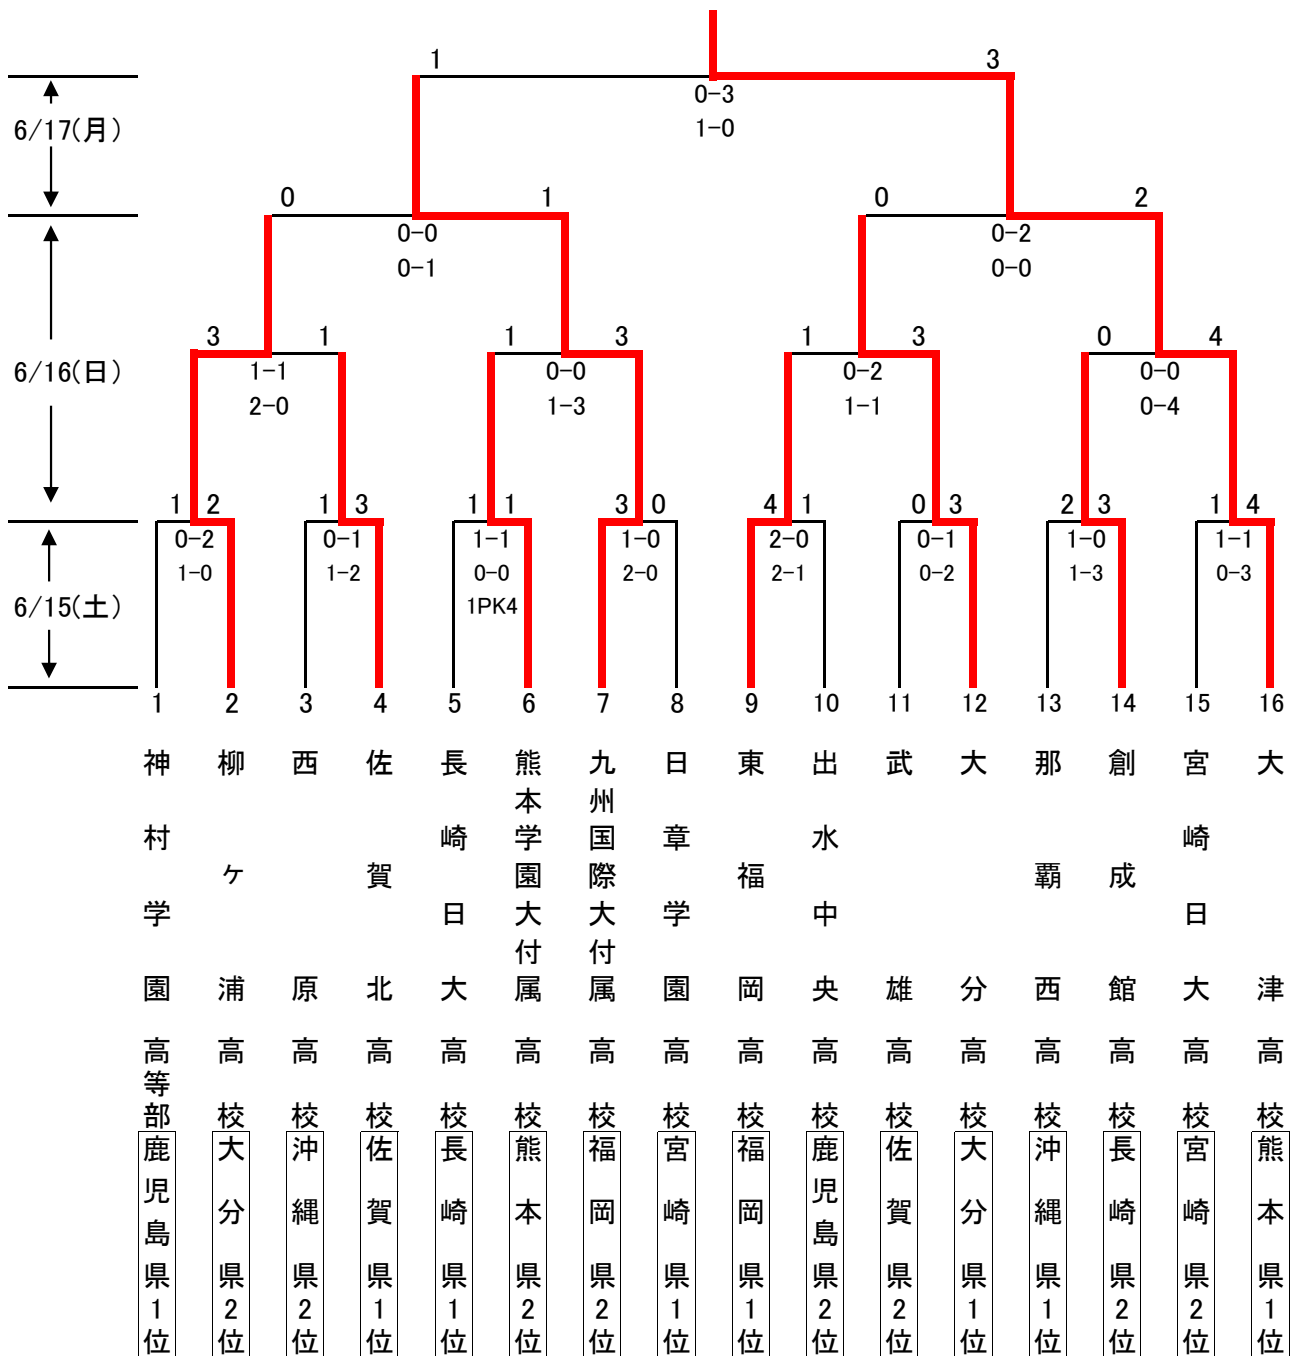 1 3
0-3
1-0
6/17(月)
0 1 0 2
0-0 0-2
0-1 0-0
3 1 1 3 1 3 0 4
6/16(日)
1-1 0-0 0-2 0-0
2-0 1-3 1-1 0-4
1 2 1 3 1 1 3 0 4 1 0 3 2 3 1 4
0-2 0-1 1-1 1-0 2-0 0-1 1-0 1-1
1-0 1-2 0-0 2-0 2-1 0-2 1-3 0-3
6/15(土)
1PK4
1 2 3 4 5 6 7 8 9 10 11 12 13 14 15 16
神村学園高等部
柳ヶ浦高校
西原高校
佐賀北高校
長崎日大高校
熊本学園大付属高校
九州国際大付属高校
日章学園高校
東福岡高校
出水中央高校
武雄高校
大分高校
那覇西高校
創成館高校
宮崎日大高校
大津高校
鹿児島県1位
大分県2位
沖縄県2位
佐賀県1位
長崎県1位
熊本県2位
福岡県2位
宮崎県1位
福岡県1位
鹿児島県2位
佐賀県2位
大分県1位
沖縄県1位
長崎県2位
宮崎県2位
熊本県1位